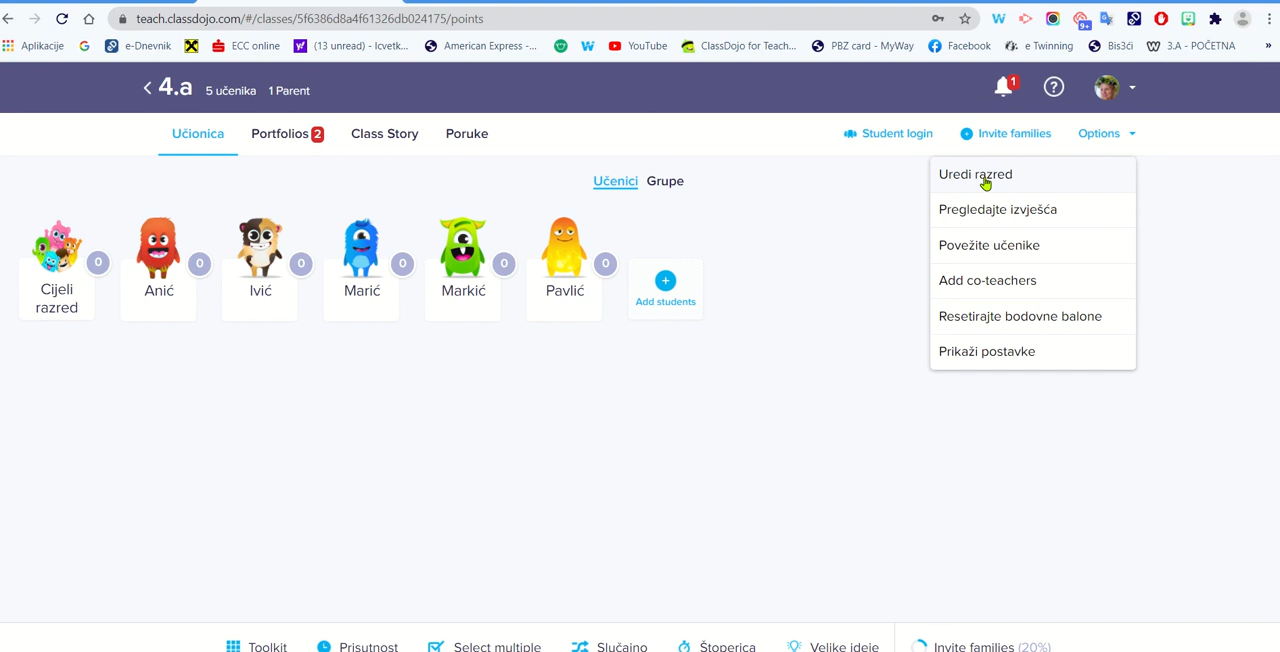 teach.classdojo.com/#/classes/5f6386d8a4f61326db024175/points
9+
Aplikacije e-Dnevnik ECC online (13 unread) - Icvetk... American Express -... YouTube ClassDojo for Teach... PBZ card - MyWay Facebook e Twinning Bis3ći 3.A - POČETNA »
4.a 5 učenika 1 Parent 1
Učionica Portfolios 2 Class Story Poruke Student login Invite families Options
Učenici Grupe
Uredi razred
Pregledajte izvješća
Povežite učenike
Add co-teachers
Resetirajte bodovne balone
Prikaži postavke
0 0 0 0 0 0
Cijeli razred
Anić
Ivić
Marić
Markić
Pavlić
Add students
Toolkit Prisutnost Select multiple Slučajno Štoperica Velike ideje Invite families (20%)